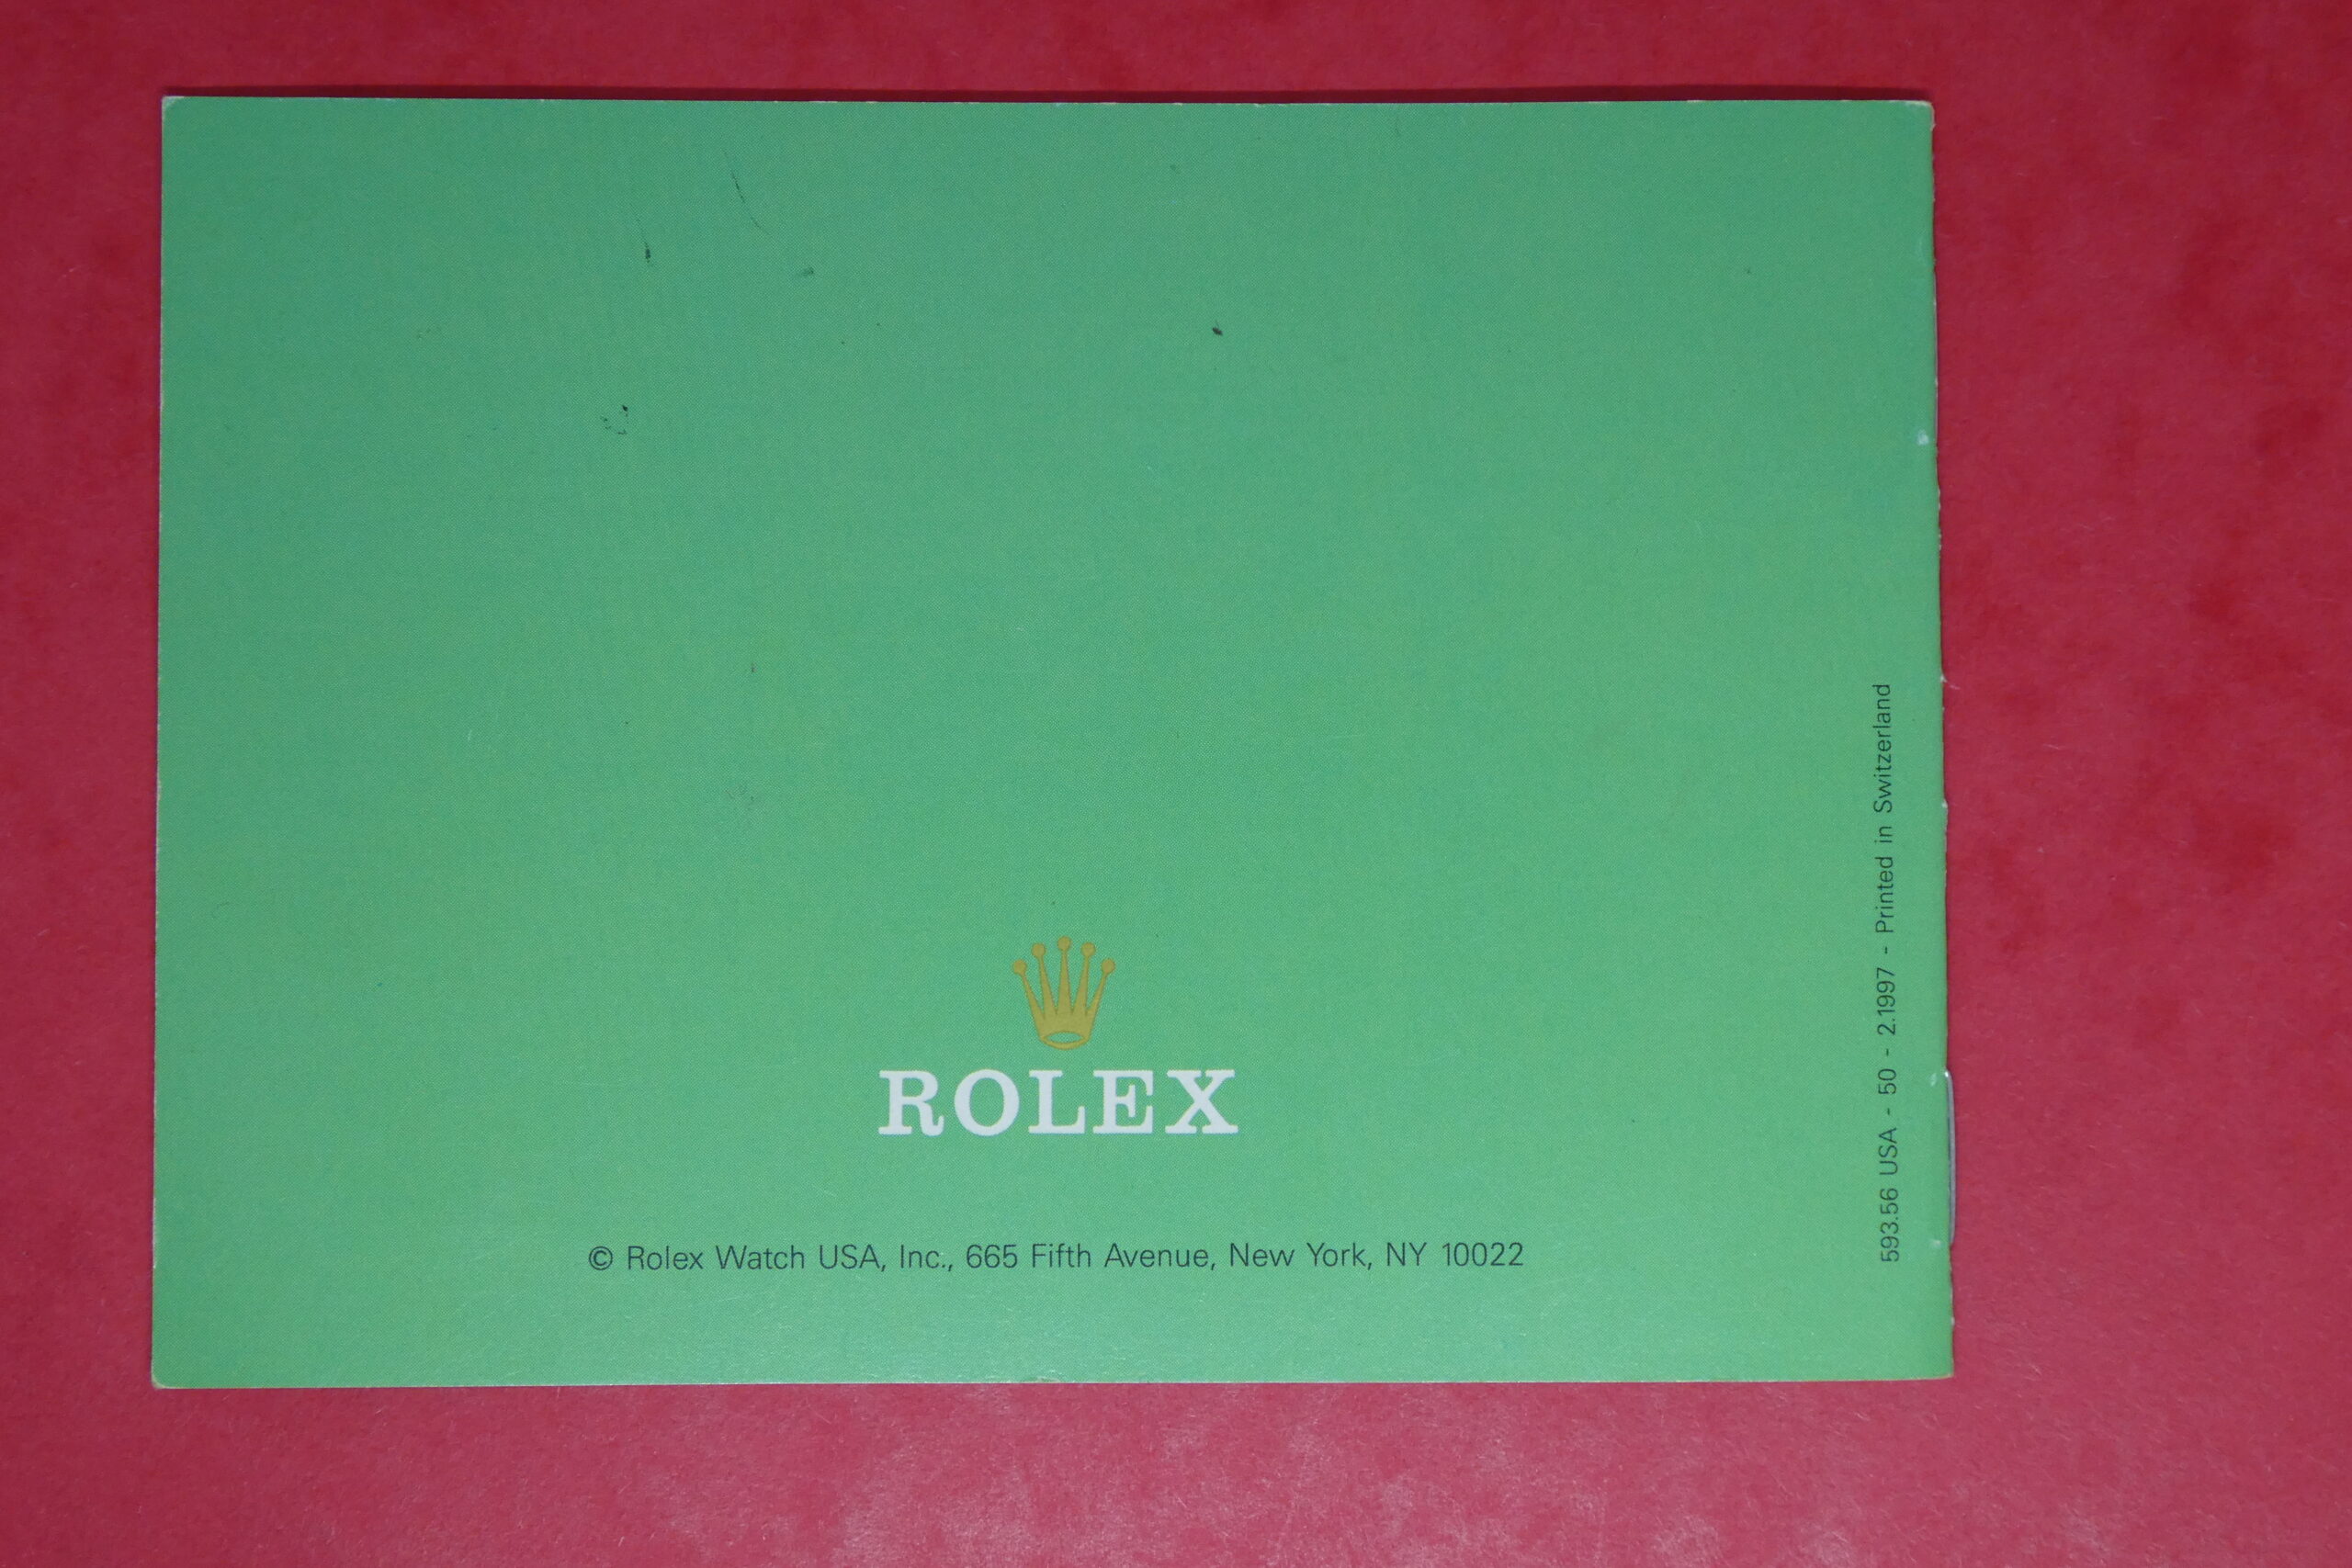 ROLEX
© Rolex Watch USA, Inc., 665 Fifth Avenue, New York, NY 10022
593.56 USA - 50 - 2.1997 - Printed in Switzerland